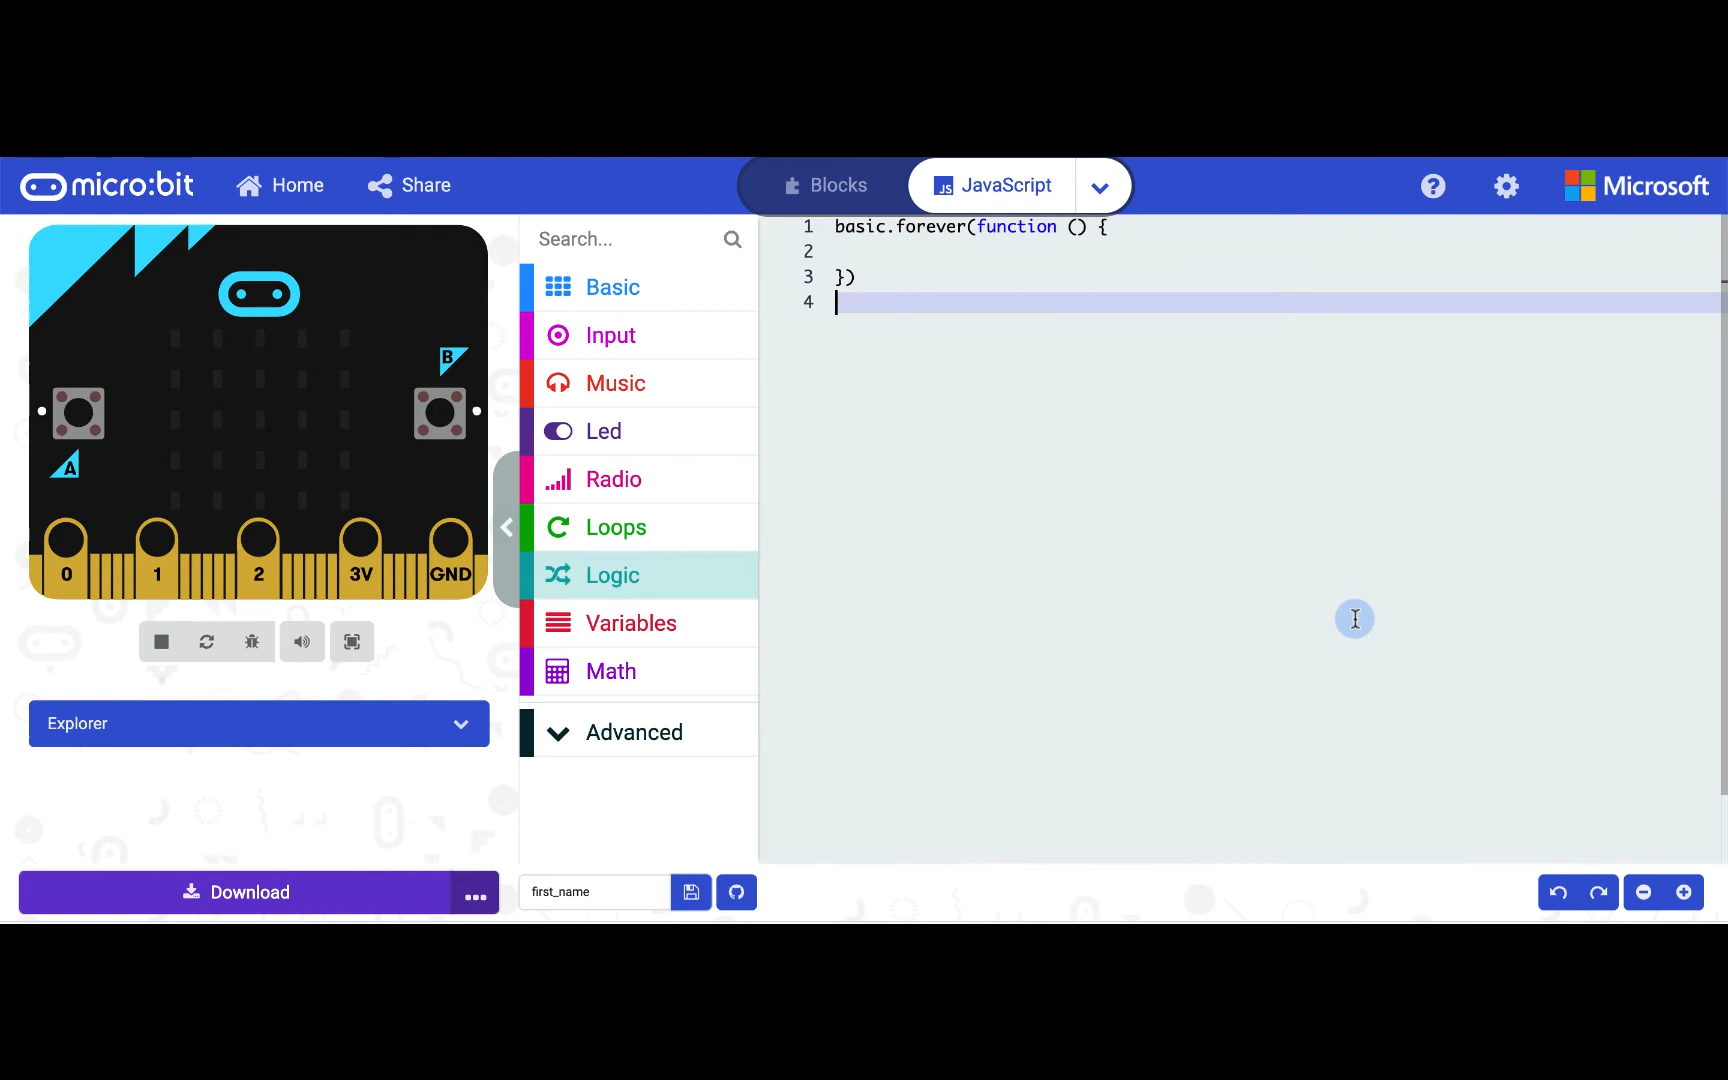 micro:bit Home Share Blocks JS JavaScript ? Microsoft
Search...
Basic
Input
Music
Led
Radio
Loops
Logic
Variables
Math
Advanced
1 basic.forever(function () {
2
3 })
4
B
A
0 1 2 3V GND
Explorer
Download ...
first_name